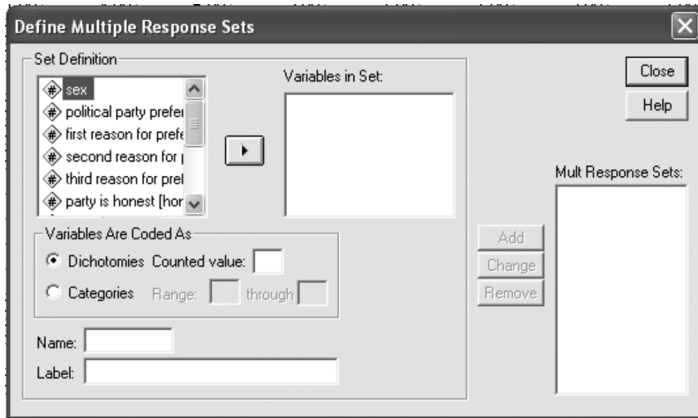 Define Multiple Response Sets
Set Definition
sex
political party prefer
first reason for prefe
second reason for p
third reason for pref
party is honest [hor
Variables in Set:
Close
Help
Mult Response Sets:
Variables Are Coded As
Dichotomies Counted value:
Categories Range: through
Add
Change
Remove
Name:
Label: